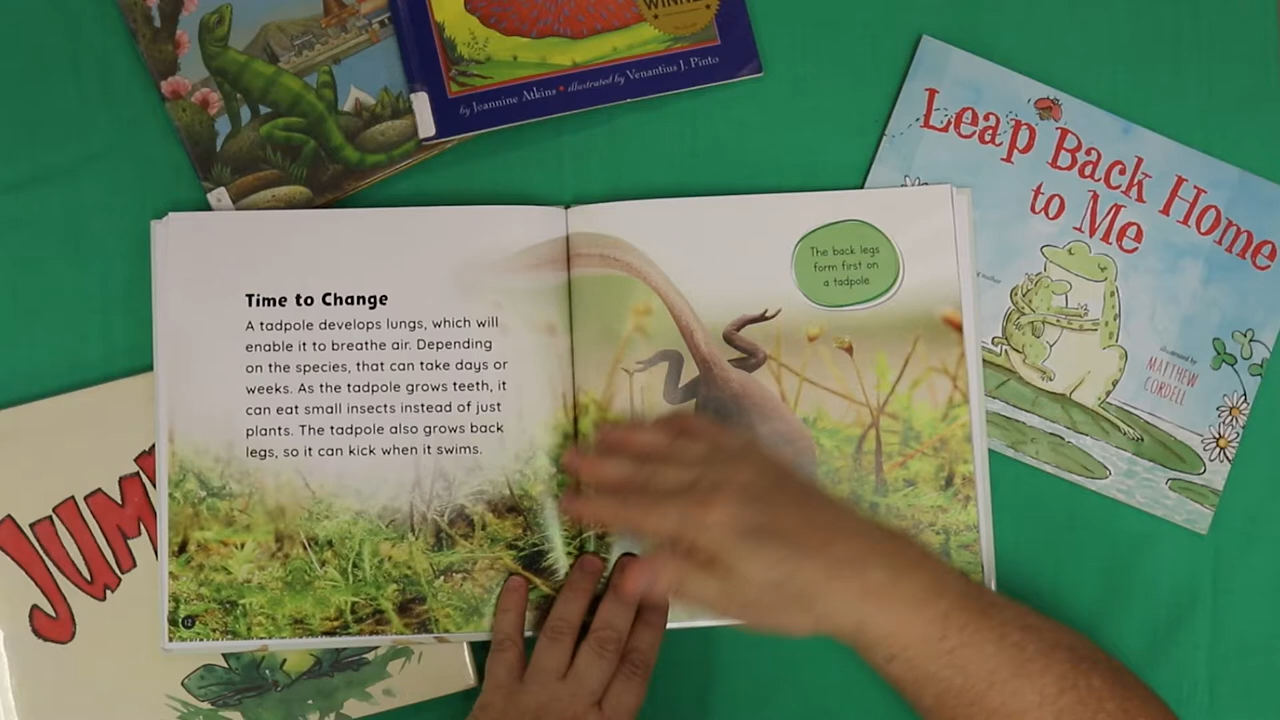 WINNE
by Jeannine Atkins • illustrated by Venantius J. Pinto
Leap Back Home
to Me
author
illustrated by
MATTHEW
CORDELL
The back legs
form first on
a tadpole.
Time to Change
A tadpole develops lungs, which will
enable it to breathe air. Depending
on the species, that can take days or
weeks. As the tadpole grows teeth, it
can eat small insects instead of just
plants. The tadpole also grows back
legs, so it can kick when it swims.
12
JUM